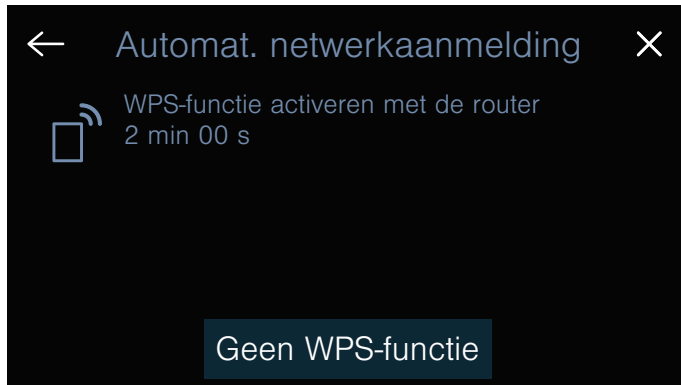 Automat. netwerkaanmelding
WPS-functie activeren met de router
2 min 00 s
Geen WPS-functie